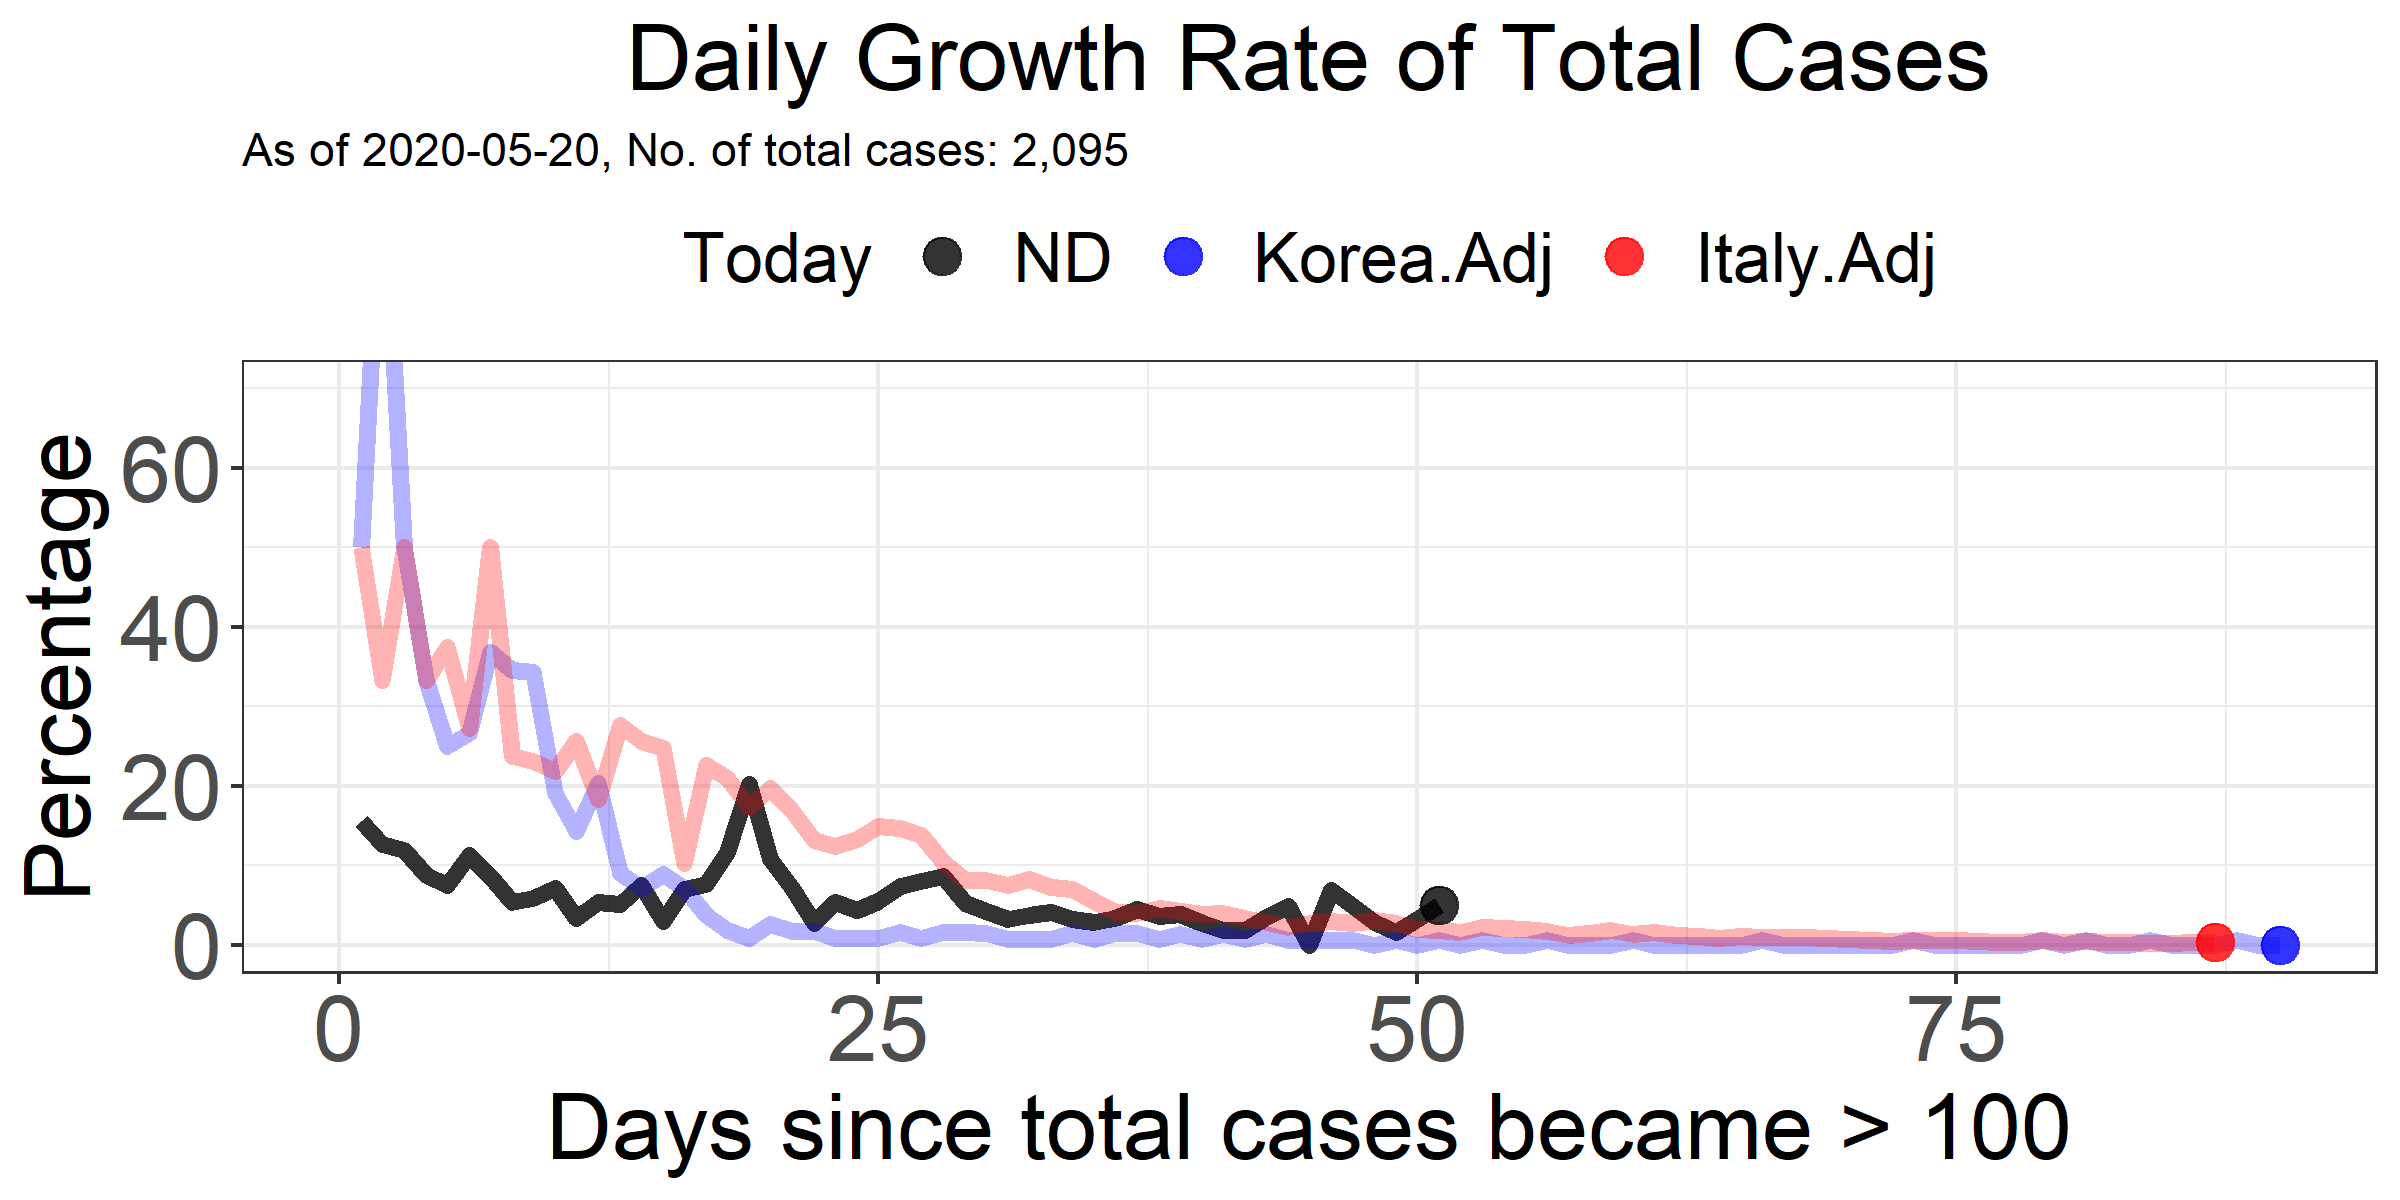 Daily Growth Rate of Total Cases
As of 2020-05-20, No. of total cases: 2,095
Today ND Korea.Adj Italy.Adj
Percentage
60
40
20
0
0 25 50 75
Days since total cases became > 100